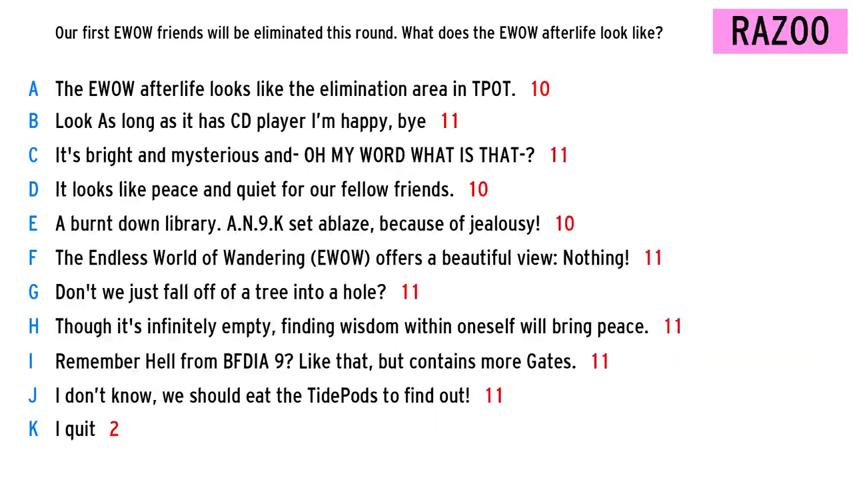 Our first EWOW friends will be eliminated this round. What does the EWOW afterlife look like?
RAZOO
A The EWOW afterlife looks like the elimination area in TPOT. 10
B Look As long as it has CD player I'm happy, bye 11
C It's bright and mysterious and- OH MY WORD WHAT IS THAT-? 11
D It looks like peace and quiet for our fellow friends. 10
E A burnt down library. A.N.9.K set ablaze, because of jealousy! 10
F The Endless World of Wandering (EWOW) offers a beautiful view: Nothing! 11
G Don't we just fall off of a tree into a hole? 11
H Though it's infinitely empty, finding wisdom within oneself will bring peace. 11
I Remember Hell from BFDIA 9? Like that, but contains more Gates. 11
J I don't know, we should eat the TidePods to find out! 11
K I quit 2